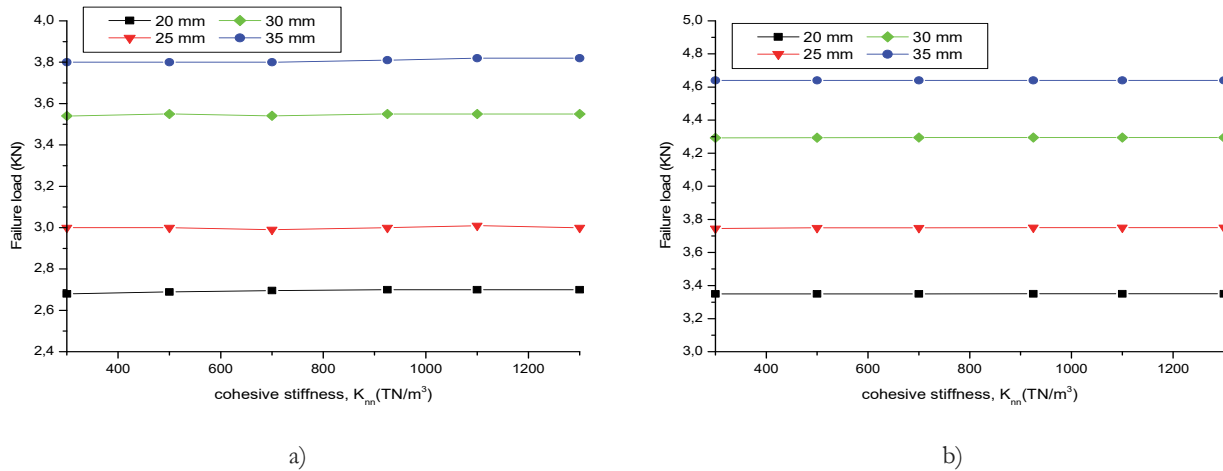 20 mm 30 mm
25 mm 35 mm
4,0
3,8
3,6
3,4
3,2
3,0
2,8
2,6
2,4
Failure load (KN)
400 600 800 1000 1200
cohesive stiffness, Knn(TN/m³)
a)
20 mm 30 mm
25 mm 35 mm
5,0
4,8
4,6
4,4
4,2
4,0
3,8
3,6
3,4
3,2
3,0
Failure load (KN)
400 600 800 1000 1200
cohesive stiffness, Knn(TN/m³)
b)